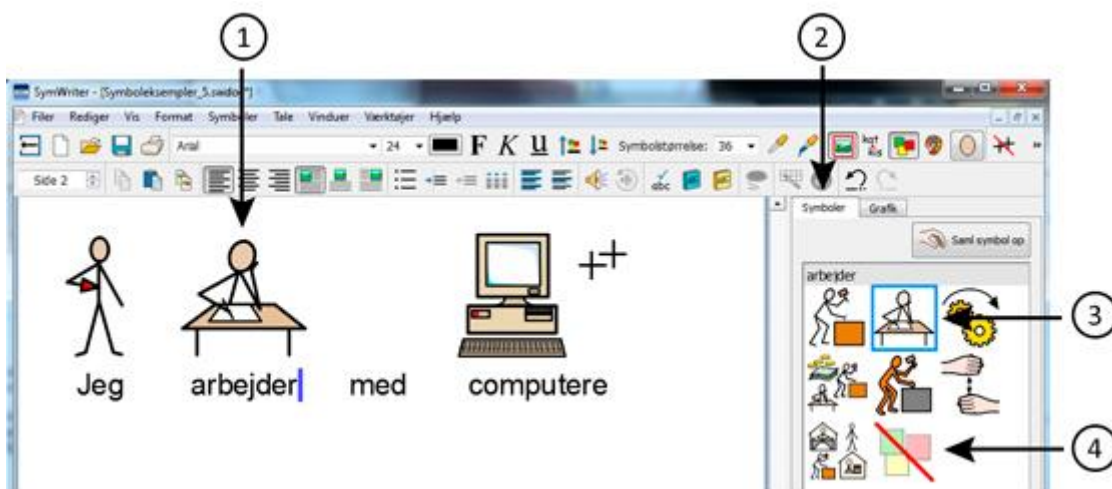 1 2
SymWriter - [Symboleksempler_5.swdoc*]
Filer Rediger Vis Format Symboler Tale Vinduer Værktøjer Hjælp
Arial 24 F K U Symbolstørrelse: 36
Side 2 abc
Symboler Grafik
Saml symbol op
arbejder
3
Jeg arbejder med computere
4